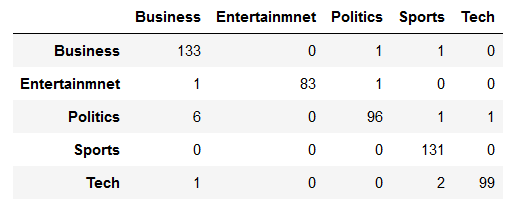 Business Entertainmnet Politics Sports Tech
Business 133 0 1 1 0
Entertainmnet 1 83 1 0 0
Politics 6 0 96 1 1
Sports 0 0 0 131 0
Tech 1 0 0 2 99